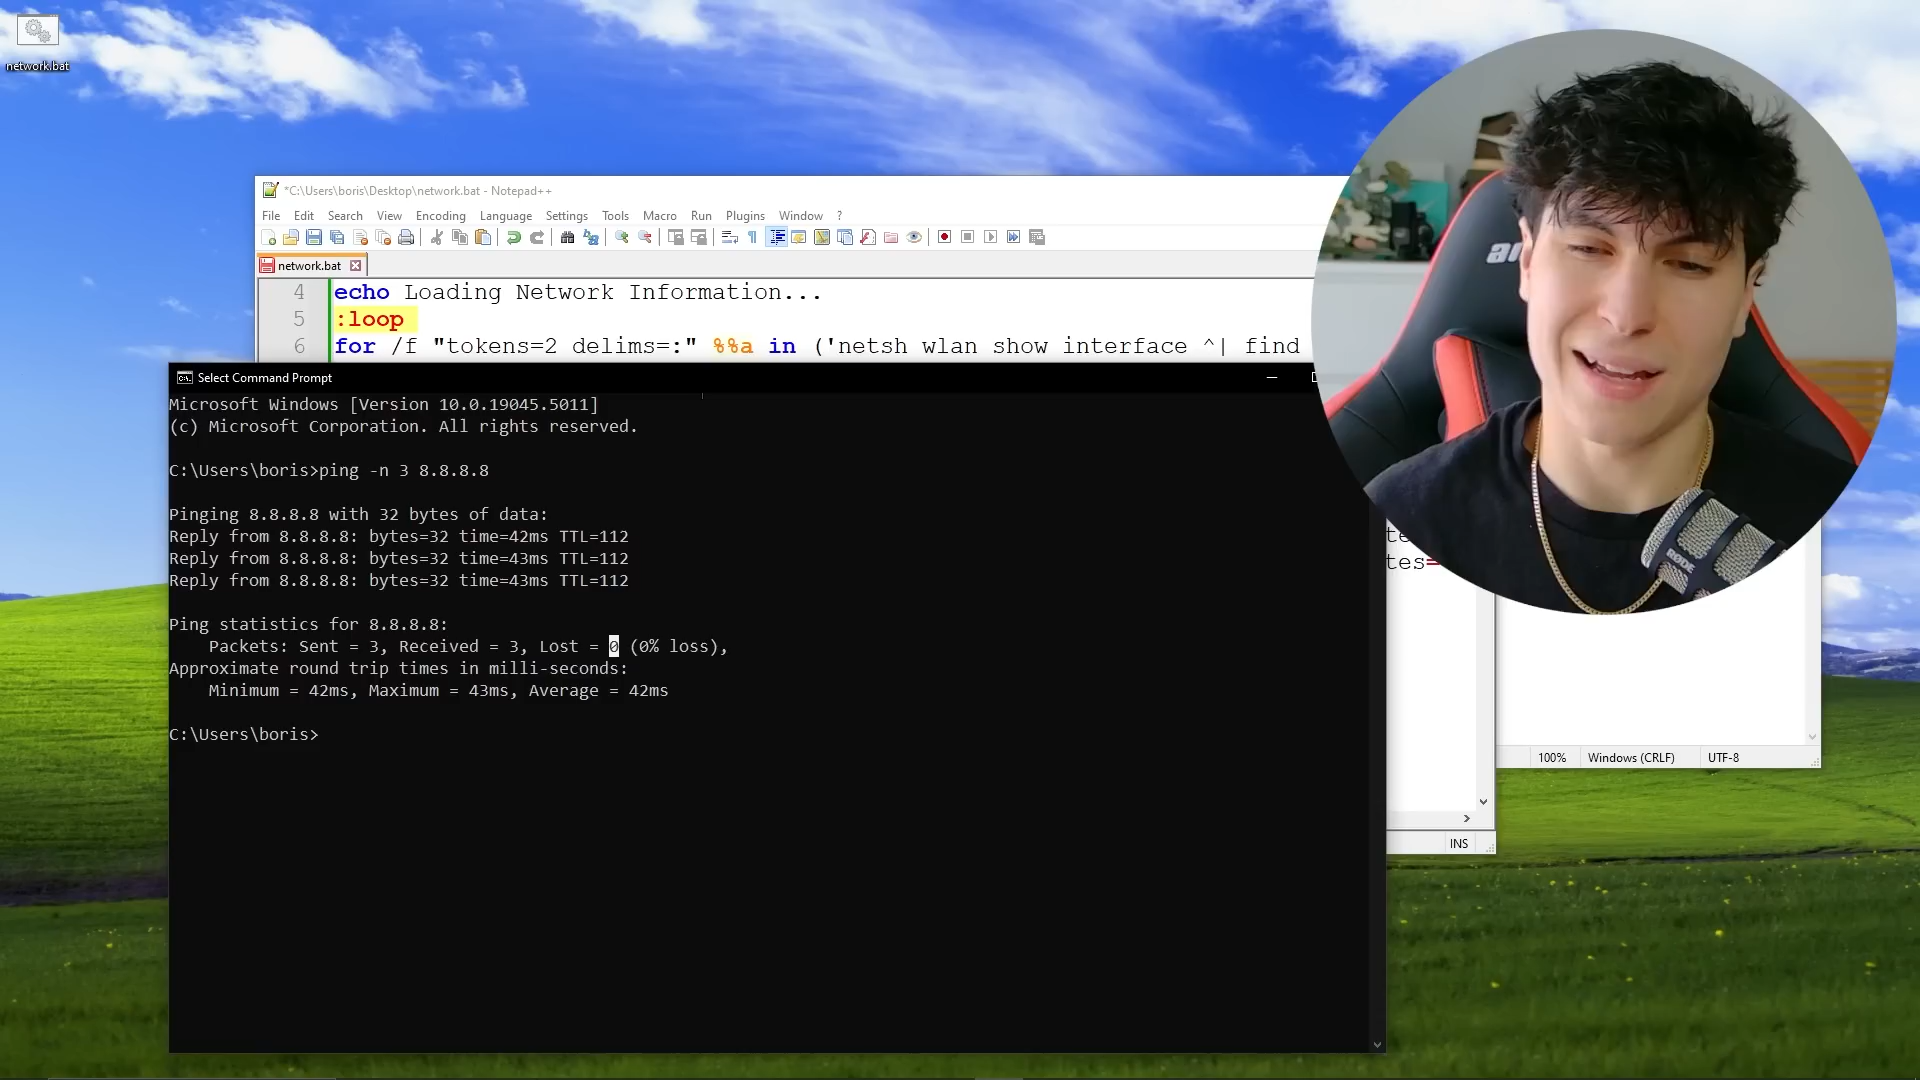 network.bat
*C:\Users\boris\Desktop\network.bat - Notepad++
File Edit Search View Encoding Language Settings Tools Macro Run Plugins Window ?
network.bat
4 echo Loading Network Information...
5 :loop
6 for /f "tokens=2 delims=:" %%a in ('netsh wlan show interface ^| find
Select Command Prompt
Microsoft Windows [Version 10.0.19045.5011]
(c) Microsoft Corporation. All rights reserved.
C:\Users\boris>ping -n 3 8.8.8.8
Pinging 8.8.8.8 with 32 bytes of data:
Reply from 8.8.8.8: bytes=32 time=42ms TTL=112
Reply from 8.8.8.8: bytes=32 time=43ms TTL=112
Reply from 8.8.8.8: bytes=32 time=43ms TTL=112
Ping statistics for 8.8.8.8:
Packets: Sent = 3, Received = 3, Lost = 0 (0% loss),
Approximate round trip times in milli-seconds:
Minimum = 42ms, Maximum = 43ms, Average = 42ms
C:\Users\boris>
tes=
INS
100% Windows (CRLF) UTF-8
RØDE